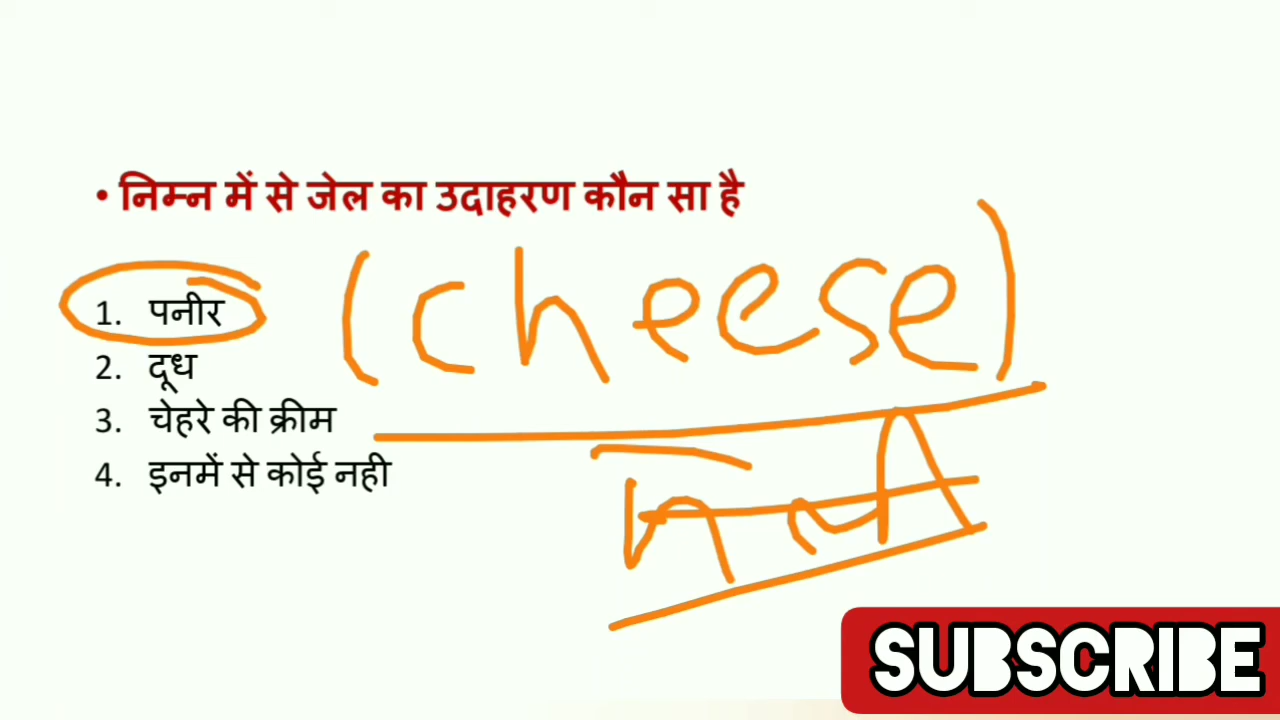 • निम्न में से जेल का उदाहरण कौन सा है
1. पनीर
(cheese)
2. दूध
3. चेहरे की क्रीम
4. इनमें से कोई नही
SUBSCRIBE